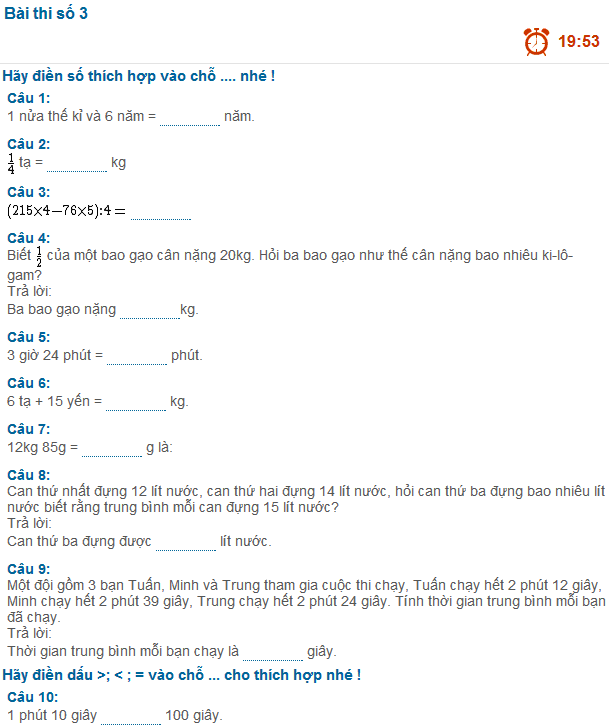 Bài thi số 3
19:53
Hãy điền số thích hợp vào chỗ .... nhé !
Câu 1:
1 nửa thế kỉ và 6 năm = ________ năm.
Câu 2:
1/4 tạ = ________ kg
Câu 3:
(215×4−76×5):4 = ________
Câu 4:
Biết 1/2 của một bao gạo cân nặng 20kg. Hỏi ba bao gạo như thế cân nặng bao nhiêu ki-lô-
gam?
Trả lời:
Ba bao gạo nặng ________kg.
Câu 5:
3 giờ 24 phút = ________ phút.
Câu 6:
6 tạ + 15 yến = ________ kg.
Câu 7:
12kg 85g = ________ g là:
Câu 8:
Can thứ nhất đựng 12 lít nước, can thứ hai đựng 14 lít nước, hỏi can thứ ba đựng bao nhiêu lít
nước biết rằng trung bình mỗi can đựng 15 lít nước?
Trả lời:
Can thứ ba đựng được ________ lít nước.
Câu 9:
Một đội gồm 3 bạn Tuấn, Minh và Trung tham gia cuộc thi chạy, Tuấn chạy hết 2 phút 12 giây,
Minh chạy hết 2 phút 39 giây, Trung chạy hết 2 phút 24 giây. Tính thời gian trung bình mỗi bạn
đã chạy.
Trả lời:
Thời gian trung bình mỗi bạn chạy là ________ giây.
Hãy điền dấu >; < ; = vào chỗ ... cho thích hợp nhé !
Câu 10:
1 phút 10 giây ________ 100 giây.